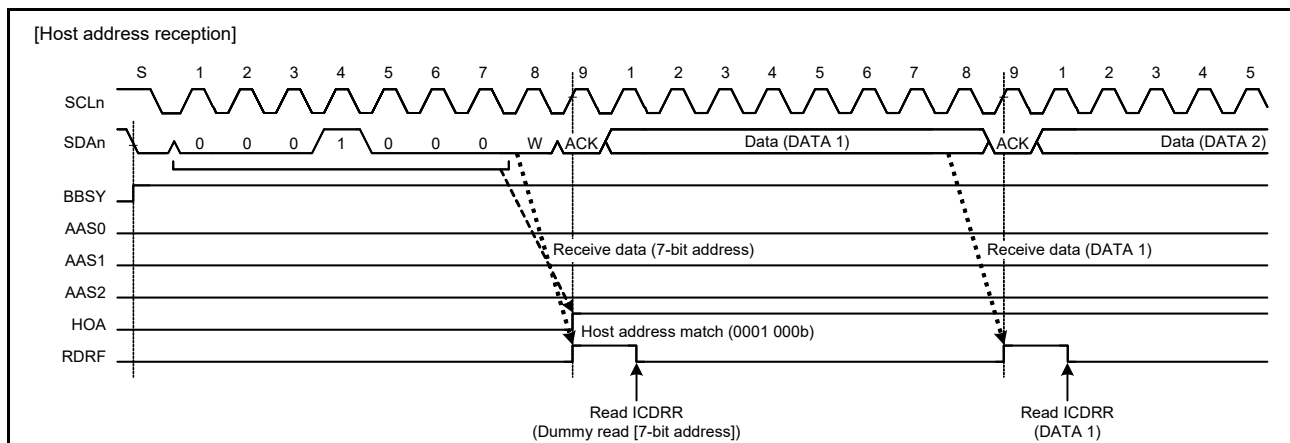 [Host address reception]
S 1 2 3 4 5 6 7 8 9 1 2 3 4 5 6 7 8 9 1 2 3 4 5
SCLn
SDAn 0 0 0 1 0 0 0 W ACK Data (DATA 1) ACK Data (DATA 2)
BBSY
AAS0
AAS1 Receive data (7-bit address) Receive data (DATA 1)
AAS2
HOA Host address match (0001 000b)
RDRF
Read ICDRR Read ICDRR
(Dummy read [7-bit address]) (DATA 1)